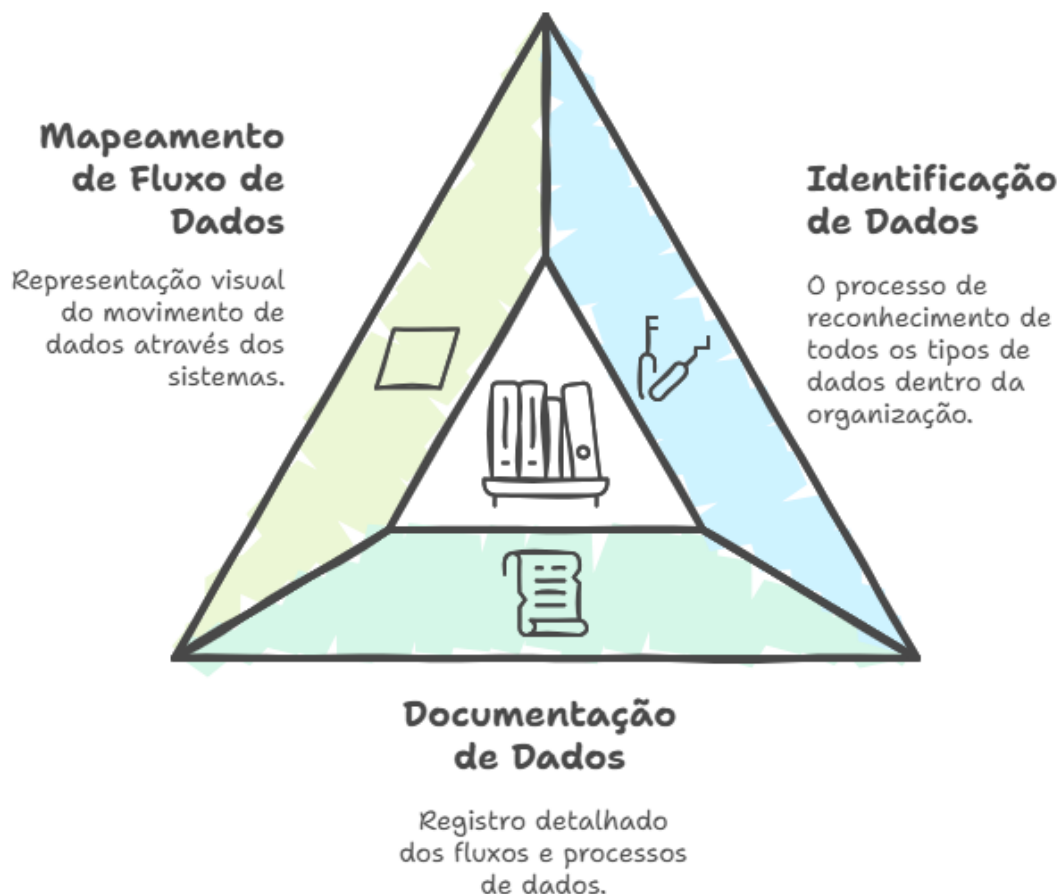 Mapeamento
de Fluxo de
Dados
Representação visual
do movimento de
dados através dos
sistemas.
Identificação
de Dados
O processo de
reconhecimento de
todos os tipos de
dados dentro da
organização.
Documentação
de Dados
Registro detalhado
dos fluxos e processos
de dados.